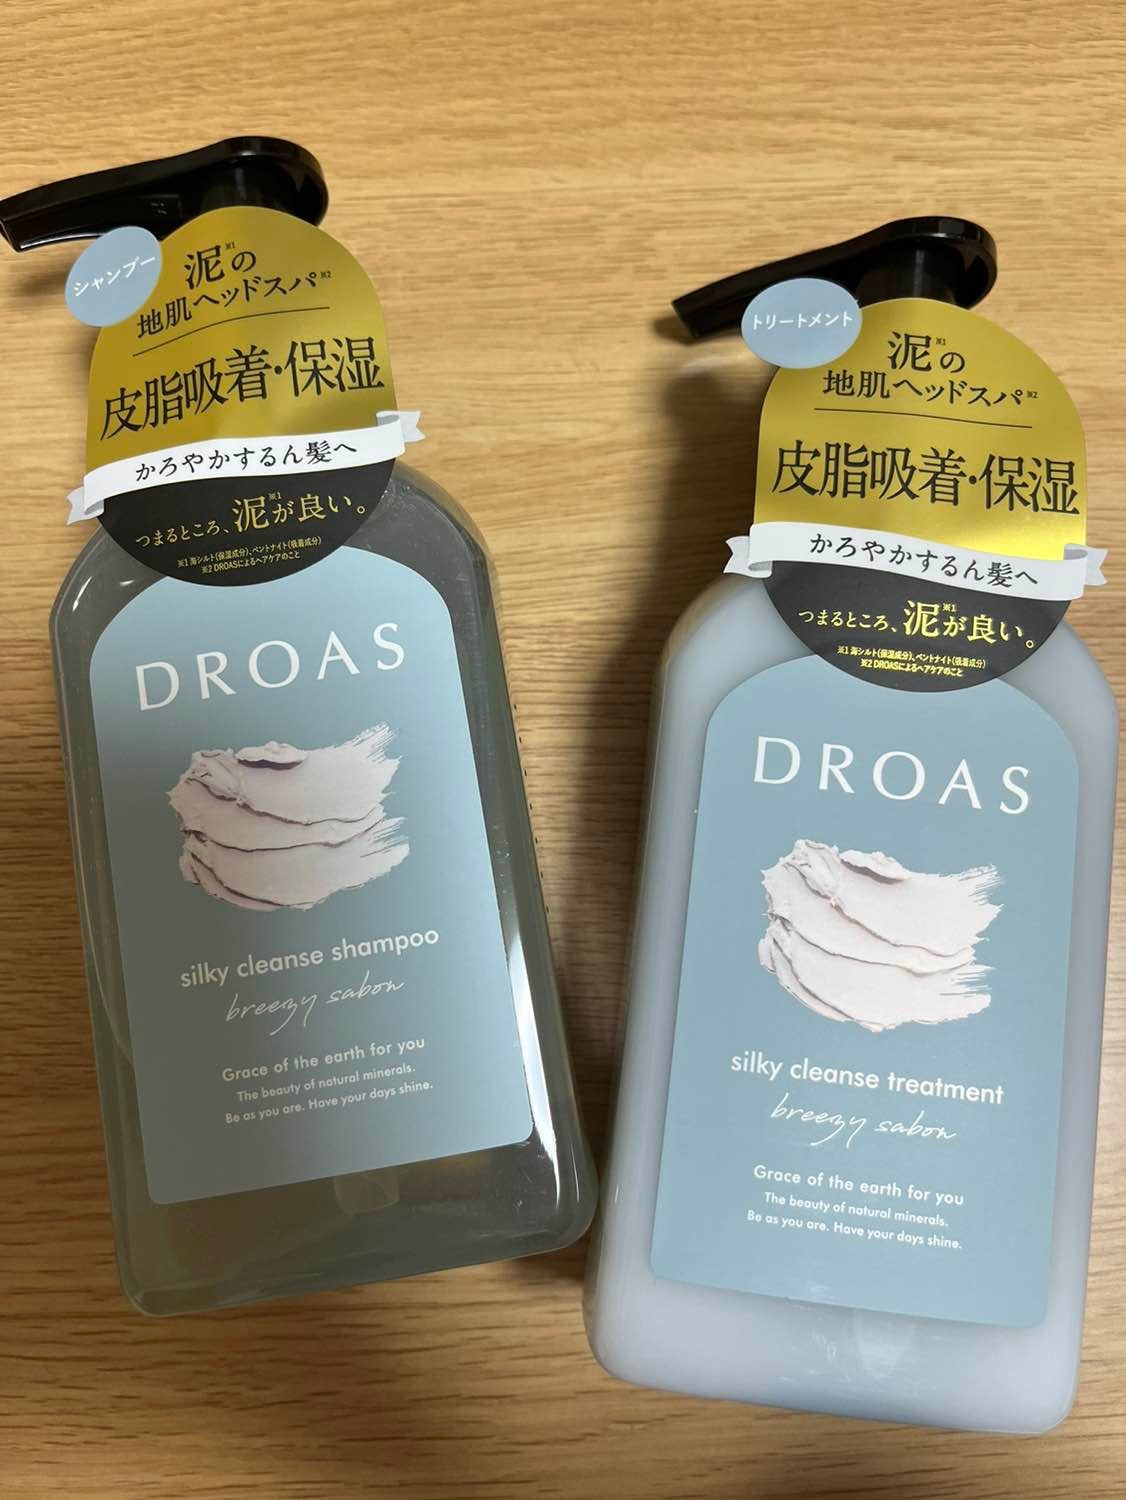 シャンプー
泥※1の
地肌ヘッドスパ※2
皮脂吸着・保湿
かろやかするん髪へ
つまるところ、泥※1が良い。
※1 海シルト(保湿成分)、ベントナイト(吸着成分)
※2 DROASによるヘアケアのこと
DROAS
silky cleanse shampoo
breezy sabon
Grace of the earth for you
The beauty of natural minerals.
Be as you are. Have your days shine.
トリートメント
泥※1の
地肌ヘッドスパ※2
皮脂吸着・保湿
かろやかするん髪へ
つまるところ、泥※1が良い。
※1 海シルト(保湿成分)、ベントナイト(吸着成分)
※2 DROASによるヘアケアのこと
DROAS
silky cleanse treatment
breezy sabon
Grace of the earth for you
The beauty of natural minerals.
Be as you are. Have your days shine.